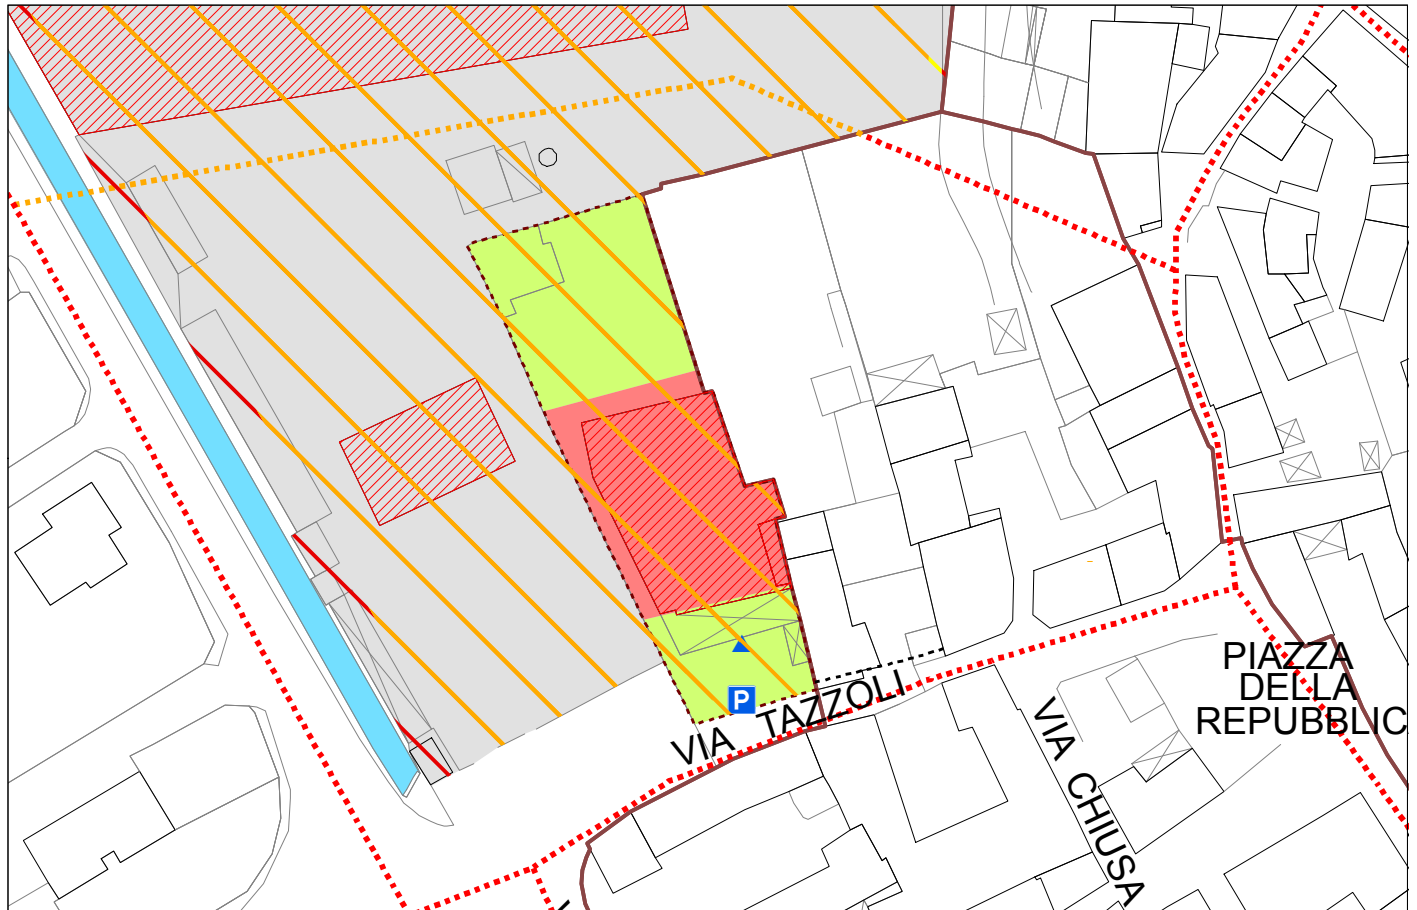 PIAZZA
DELLA
REPUBBLIC
P
VIA TAZZOLI
VIA CHIUSA